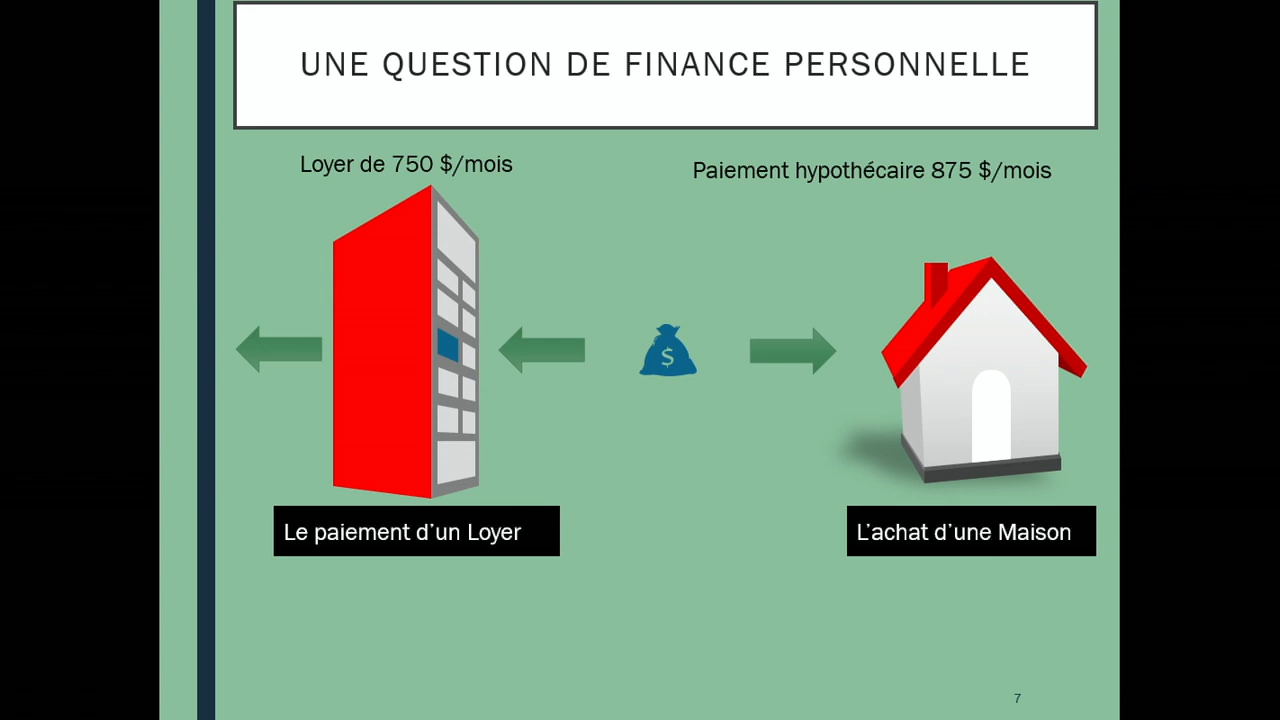 UNE QUESTION DE FINANCE PERSONNELLE
Loyer de 750 $/mois
Paiement hypothécaire 875 $/mois
$
Le paiement d’un Loyer
L’achat d’une Maison
7